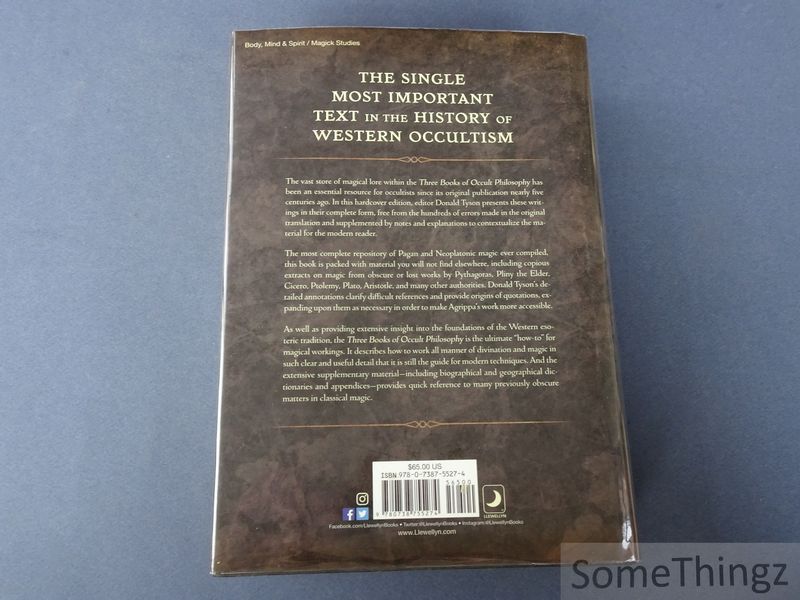 Body, Mind & Spirit / Magick Studies
THE SINGLE
MOST IMPORTANT
TEXT IN THE HISTORY OF
WESTERN OCCULTISM
The vast store of magical lore within the Three Books of Occult Philosophy has
been an essential resource for occultists since its original publication nearly five
centuries ago. In this hardcover edition, editor Donald Tyson presents these writ-
ings in their complete form, free from the hundreds of errors made in the original
translation and supplemented by notes and explanations to contextualize the ma-
terial for the modern reader.
The most complete repository of Pagan and Neoplatonic magic ever compiled,
this book is packed with material you will not find elsewhere, including copious
extracts on magic from obscure or lost works by Pythagoras, Pliny the Elder,
Cicero, Ptolemy, Plato, Aristotle, and many other authorities. Donald Tyson's de-
tailed annotations clarify difficult references and provide origins of quotations, ex-
panding upon them as necessary in order to make Agrippa's work more accessible.
As well as providing extensive insight into the foundations of the Western eso-
teric tradition, the Three Books of Occult Philosophy is the ultimate "how-to" for
magical workings. It describes how to work all manner of divination and magic in
such clear and useful detail that it is still the guide for modern techniques. And the
extensive supplementary material—including biographical and geographical dic-
tionaries and appendices—provides quick reference to many previously obscure
matters in classical magic.
$65.00 US
ISBN 978-0-7387-5527-4
56500
9 780738 755274
LLEWELLYN
Facebook.com/LlewellynBooks • Twitter:@LlewellynBooks • Instagram:@LlewellynBooks
www.Llewellyn.com
SomeThingz